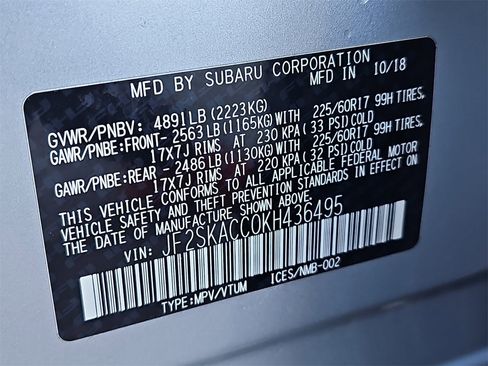 MFD BY SUBARU CORPORATION
MFD IN 10/18
GVWR/PNBV: 4891LB(2223KG)
GAWR/PNBE:FRONT- 2563LB(1165KG)WITH 225/60R17 99H TIRES,
17X7J RIMS AT 230 KPA(33 PSI)COLD
GAWR/PNBE:REAR - 2486LB(1130KG)WITH 225/60R17 99H TIRES,
17X7J RIMS AT 220 KPA(32 PSI)COLD
THIS VEHICLE CONFORMS TO ALL APPLICABLE FEDERAL MOTOR
VEHICLE SAFETY AND THEFT PREVENTION STANDARDS IN EFFECT ON
THE DATE OF MANUFACTURE SHOWN ABOVE.
VIN: JF2SKACC0KH436495
TYPE:MPV/VTUM ICES/NMB-002